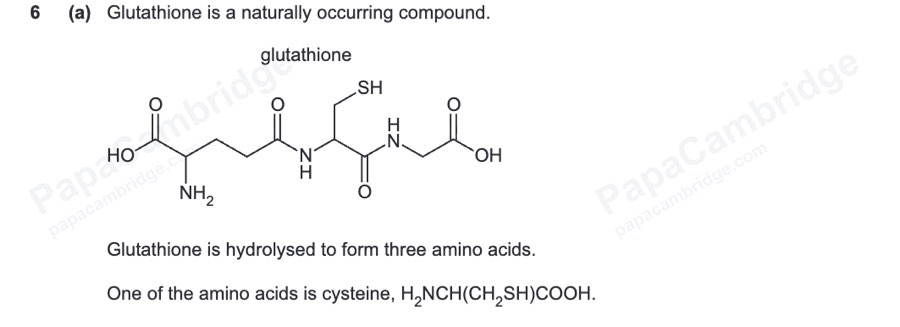 6 (a) Glutathione is a naturally occurring compound.
glutathione
SH
O
O
H
N
O
HO
N
H
OH
NH₂
O
PapaCambridge
papacambridge.com
PapaCambridge
papacambridge.com
Glutathione is hydrolysed to form three amino acids.
One of the amino acids is cysteine, H₂NCH(CH₂SH)COOH.